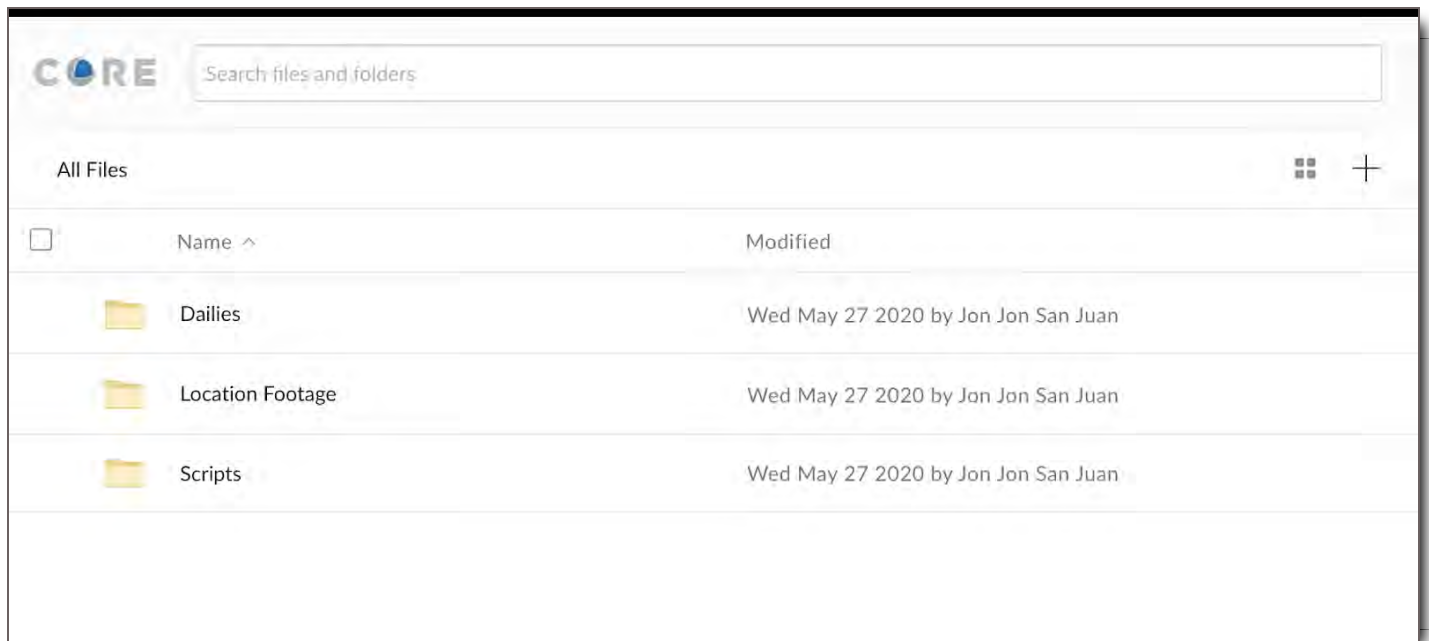 CORE
Search files and folders
All Files
Name
Modified
Dailies
Wed May 27 2020 by Jon Jon San Juan
Location Footage
Wed May 27 2020 by Jon Jon San Juan
Scripts
Wed May 27 2020 by Jon Jon San Juan